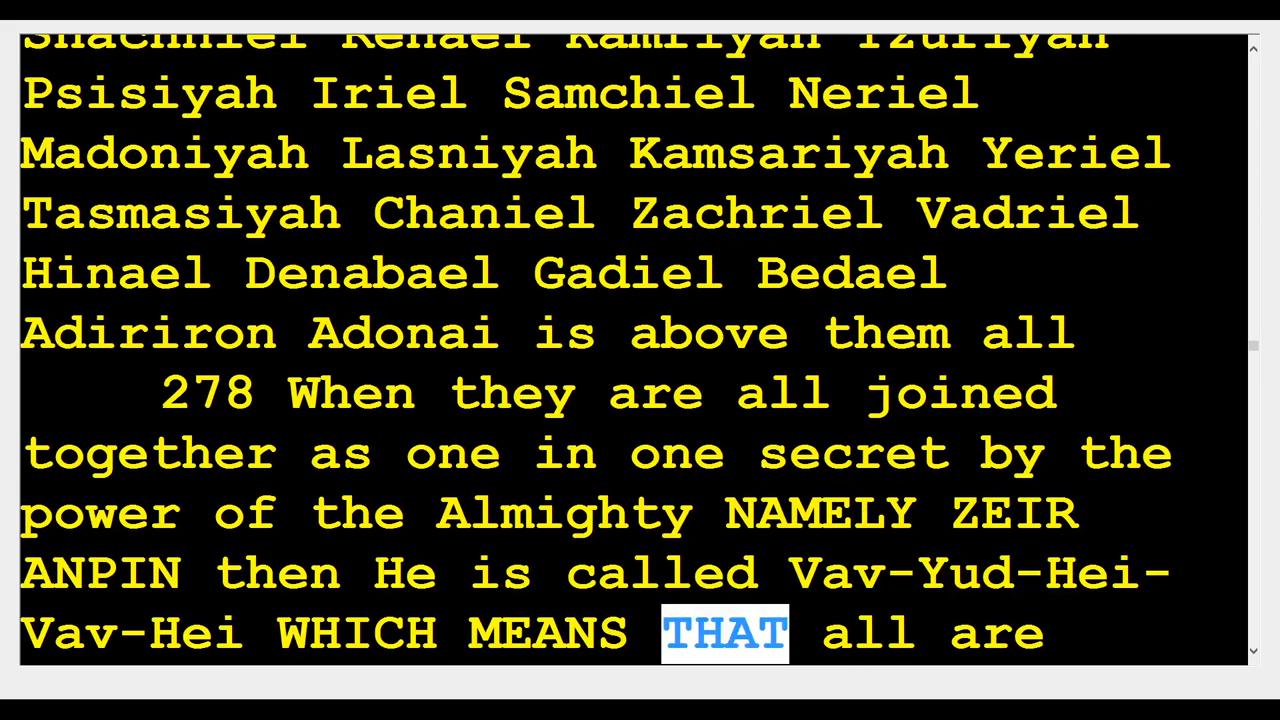 Psisiyah Iriel Samchiel Neriel
Madoniyah Lasniyah Kamsariyah Yeriel
Tasmasiyah Chaniel Zachriel Vadriel
Hinael Denabael Gadiel Bedael
Adiriron Adonai is above them all
278 When they are all joined
together as one in one secret by the
power of the Almighty NAMELY ZEIR
ANPIN then He is called Vav-Yud-Hei-
Vav-Hei WHICH MEANS THAT all are